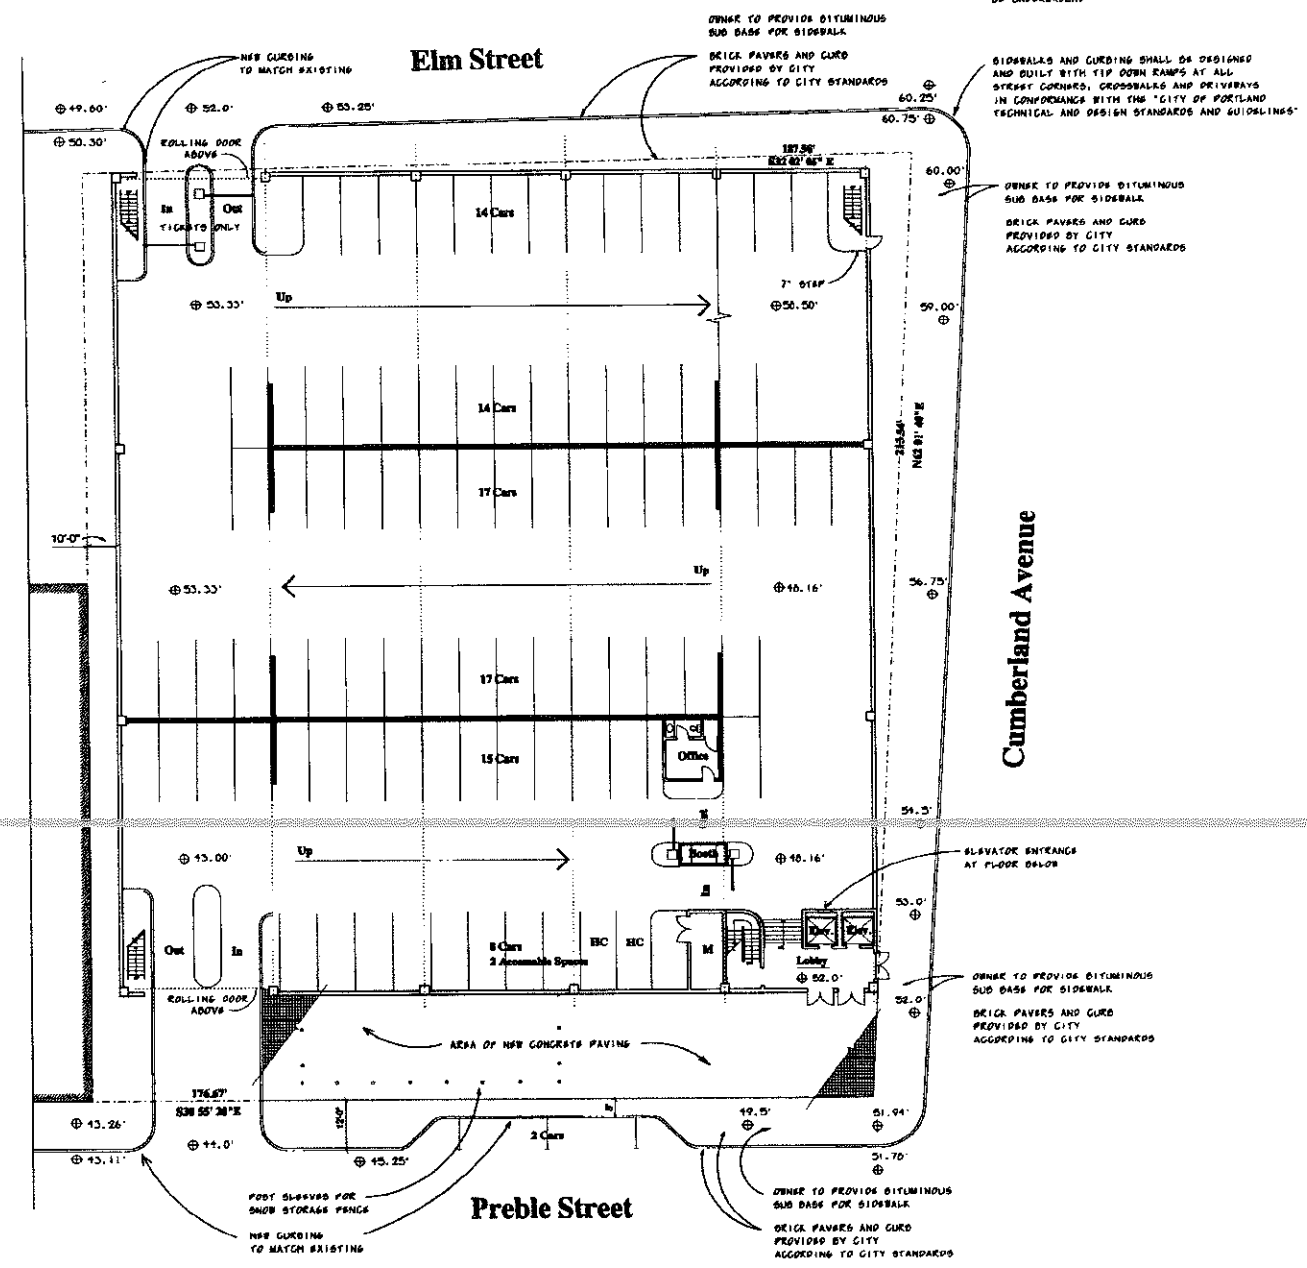 OWNER TO PROVIDE BITUMINOUS
SUB BASE FOR SIDEWALK
Elm Street
BRICK PAVERS AND CURB
PROVIDED BY CITY
ACCORDING TO CITY STANDARDS
NEW CURBING
TO MATCH EXISTING
SIDEWALKS AND CURBING SHALL BE DESIGNED
AND BUILT WITH TIP DOWN RAMPS AT ALL
STREET CORNERS, CROSSWALKS AND DRIVEWAYS
IN CONFORMANCE WITH THE "CITY OF PORTLAND
TECHNICAL AND DESIGN STANDARDS AND GUIDELINES"
49.60'
52.0'
53.25'
60.25'
60.75'
50.30'
ROLLING DOOR
ABOVE
60.00'
OWNER TO PROVIDE BITUMINOUS
SUB BASE FOR SIDEWALK
BRICK PAVERS AND CURB
PROVIDED BY CITY
ACCORDING TO CITY STANDARDS
In
Out
TICKETS ONLY
14 Cars
7" STEP
Up
53.33'
58.50'
59.00'
14 Cars
17 Cars
10'-0"
Up
53.33'
48.16'
56.75'
Cumberland Avenue
17 Cars
15 Cars
Office
54.5'
Up
43.00'
Booth
48.16'
ELEVATOR ENTRANCE
AT FLOOR BELOW
In
53.0'
Out
In
8 Cars
2 Accessable Spaces
HC
HC
M
Elev.
Elev.
Lobby
52.0'
ROLLING DOOR
ABOVE
52.0'
OWNER TO PROVIDE BITUMINOUS
SUB BASE FOR SIDEWALK
BRICK PAVERS AND CURB
PROVIDED BY CITY
ACCORDING TO CITY STANDARDS
AREA OF NEW CONCRETE PAVING
176.67'
43.26'
44.0'
43.11'
12'-0"
45.25'
2 Cars
49.5'
51.94'
51.78'
POST SLEEVES FOR
SNOW STORAGE FENCE
Preble Street
OWNER TO PROVIDE BITUMINOUS
SUB BASE FOR SIDEWALK
NEW CURBING
TO MATCH EXISTING
BRICK PAVERS AND CURB
PROVIDED BY CITY
ACCORDING TO CITY STANDARDS